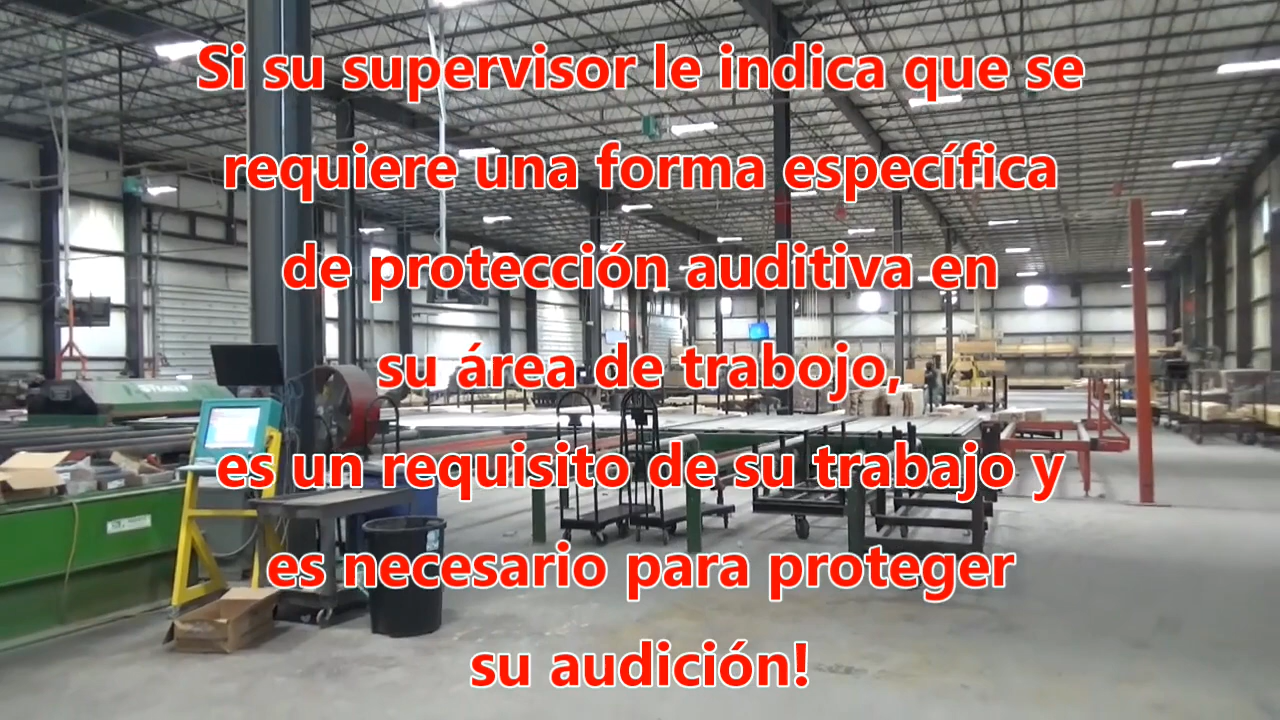 Si su supervisor le indica que se
requiere una forma específica
de protección auditiva en
su área de trabojo,
es un requisito de su trabajo y
es necesario para proteger
su audición!